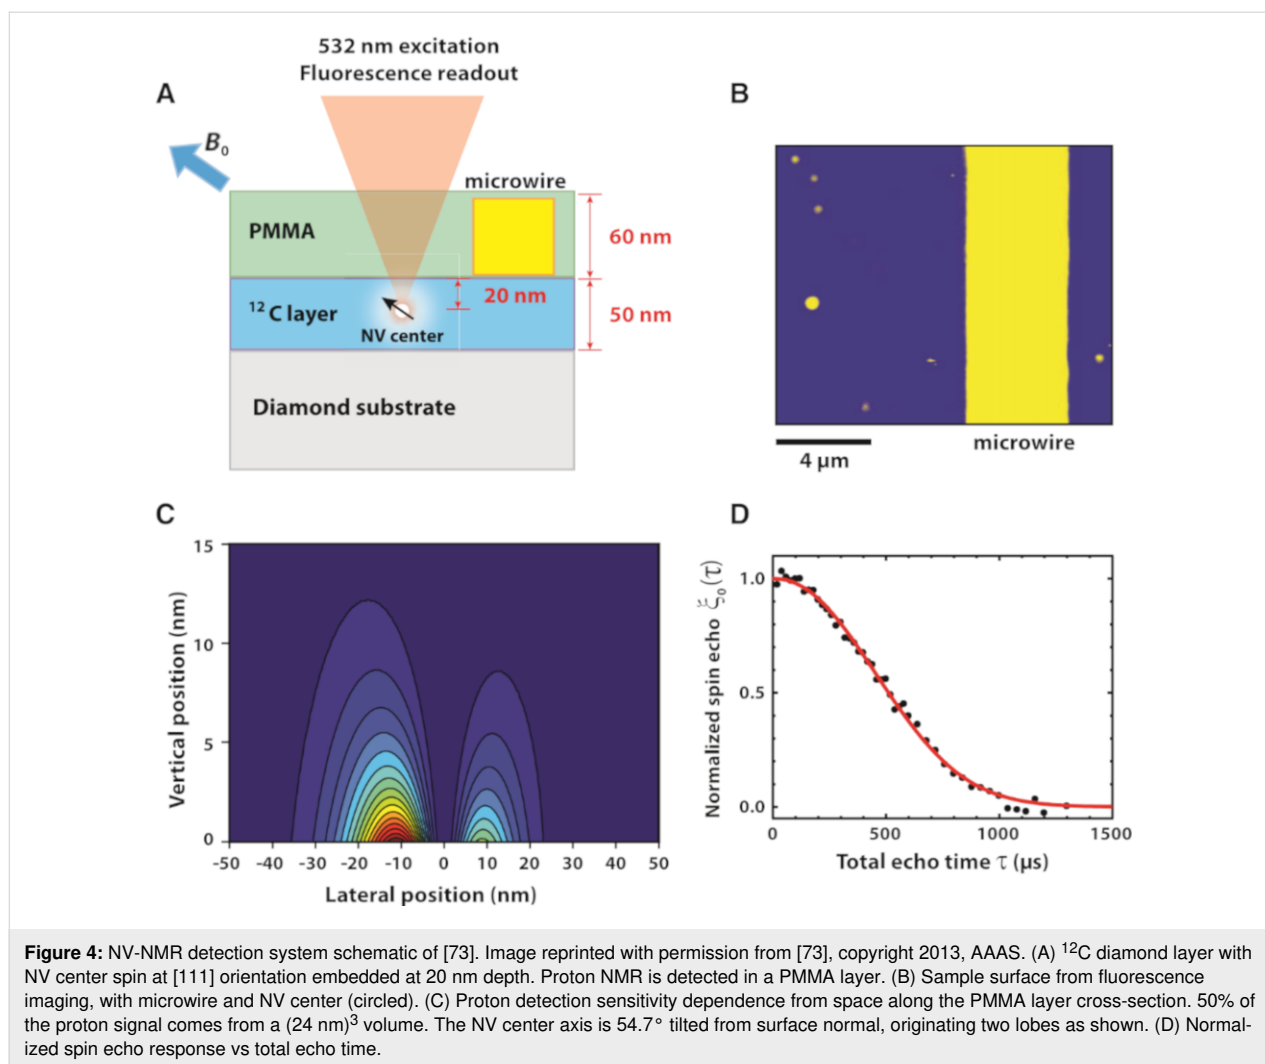 532 nm excitation
Fluorescence readout
A
B₀
microwire
PMMA
60 nm
20 nm
¹²C layer
50 nm
NV center
Diamond substrate
B
microwire
4 μm
C
Vertical position (nm)
15
10
5
0
-50 -40 -30 -20 -10 0 10 20 30 40 50
Lateral position (nm)
D
Normalized spin echo ξ₀(τ)
1.0
0.5
0.0
0 500 1000 1500
Total echo time τ (μs)
Figure 4: NV-NMR detection system schematic of [73]. Image reprinted with permission from [73], copyright 2013, AAAS. (A) ¹²C diamond layer with
NV center spin at [111] orientation embedded at 20 nm depth. Proton NMR is detected in a PMMA layer. (B) Sample surface from fluorescence
imaging, with microwire and NV center (circled). (C) Proton detection sensitivity dependence from space along the PMMA layer cross-section. 50% of
the proton signal comes from a (24 nm)³ volume. The NV center axis is 54.7° tilted from surface normal, originating two lobes as shown. (D) Normal-
ized spin echo response vs total echo time.